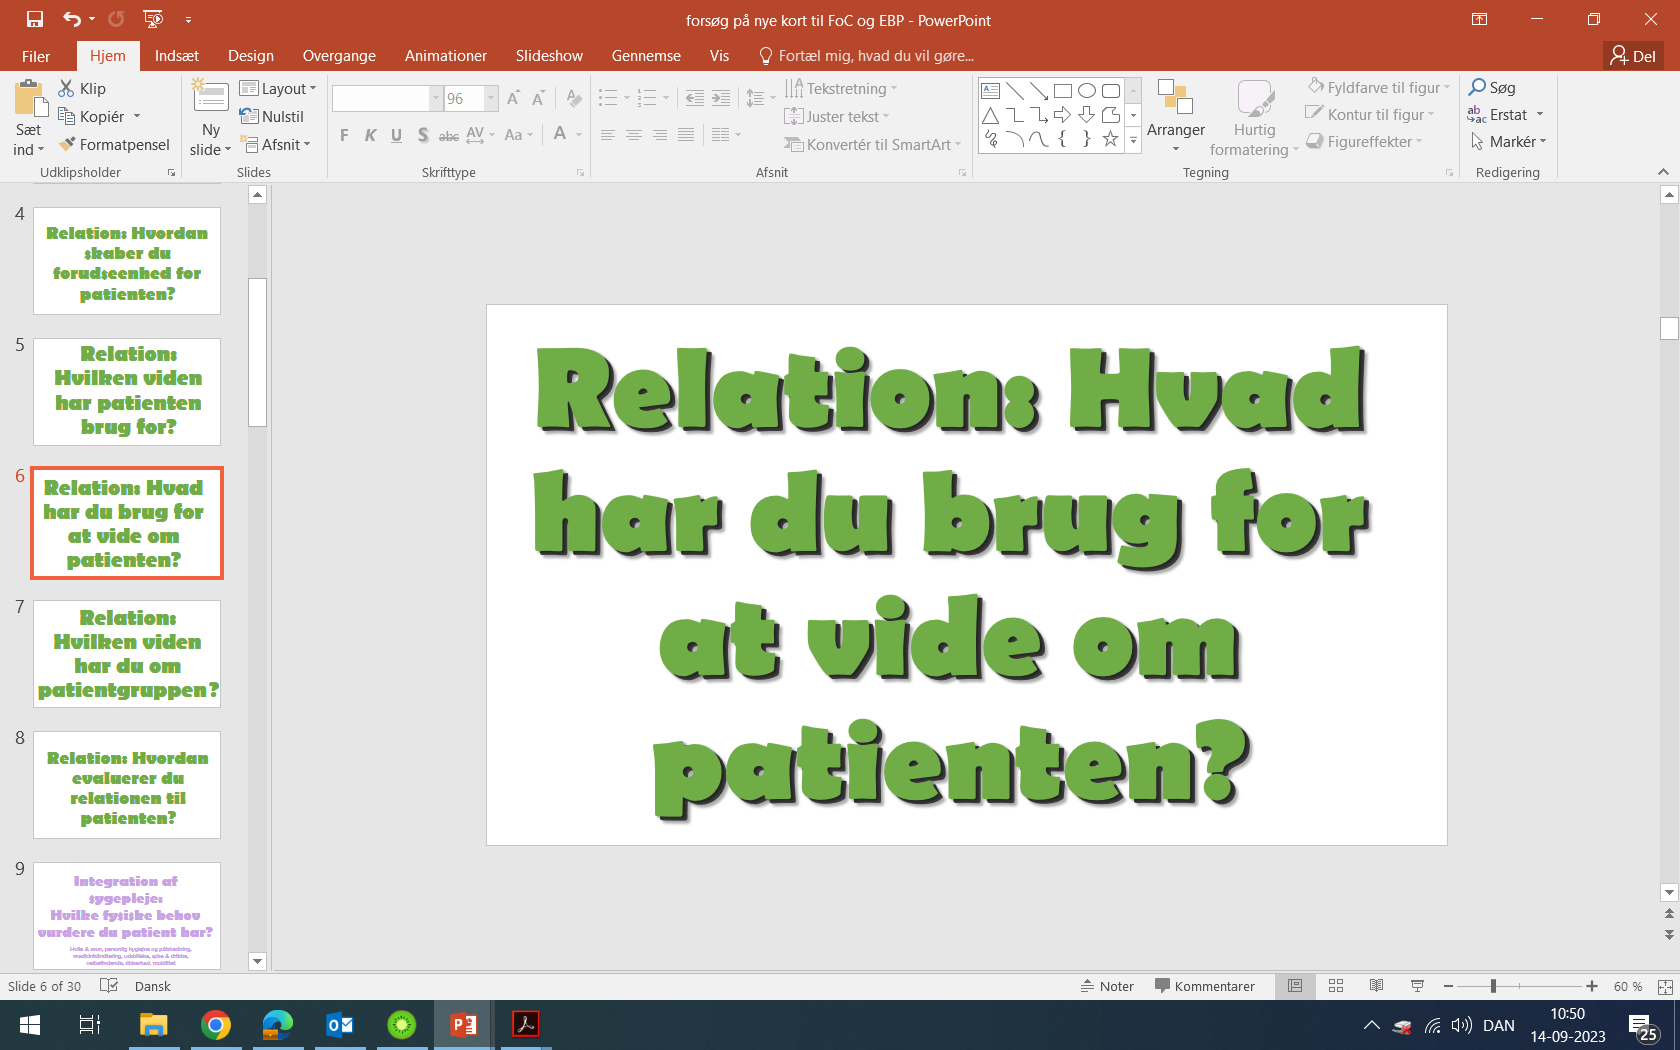 forsøg på nye kort til FoC og EBP - PowerPoint
Filer
Hjem
Indsæt
Design
Overgange
Animationer
Slideshow
Gennemse
Vis
Fortæl mig, hvad du vil gøre...
Del
Sæt
ind
Klip
Kopiér
Formatpensel
Udklipsholder
Ny
slide
Layout
Nulstil
Afsnit
Slides
96
F K U S abc AV Aa A
Skrifttype
Tekstretning
Juster tekst
Konvertér til SmartArt
Afsnit
Arranger
Hurtig
formatering
Fyldfarve til figur
Kontur til figur
Figureffekter
Tegning
Søg
Erstat
Markér
Redigering
4
Relation: Hvordan
skaber du
forudseenhed for
patienten?
5
Relation:
Hvilken viden
har patienten
brug for?
6
Relation: Hvad
har du brug for
at vide om
patienten?
7
Relation:
Hvilken viden
har du om
patientgruppen?
8
Relation: Hvordan
evaluerer du
relationen til
patienten?
9
Integration af
sygepleje:
Hvilke fysiske behov
vurdere du patient har?
Relation: Hvad
har du brug for
at vide om
patienten?
Slide 6 of 30
Dansk
Noter
Kommentarer
60 %
DAN
10:50
14-09-2023
25